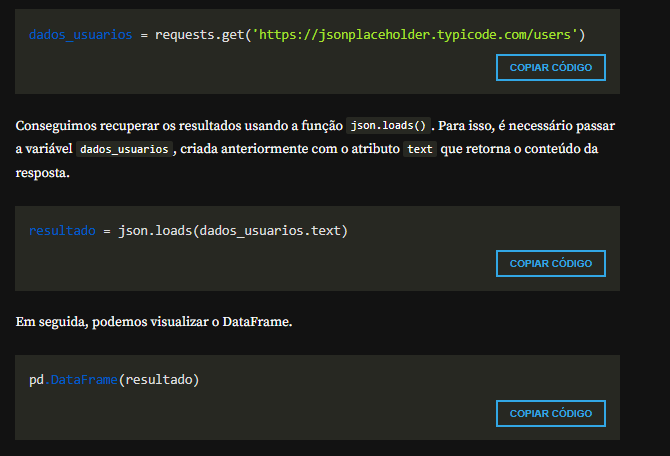 dados_usuarios = requests.get('https://jsonplaceholder.typicode.com/users')
COPIAR CÓDIGO
Conseguimos recuperar os resultados usando a função json.loads() . Para isso, é necessário passar
a variável dados_usuarios , criada anteriormente com o atributo text que retorna o conteúdo da
resposta.
resultado = json.loads(dados_usuarios.text)
COPIAR CÓDIGO
Em seguida, podemos visualizar o DataFrame.
pd.DataFrame(resultado)
COPIAR CÓDIGO